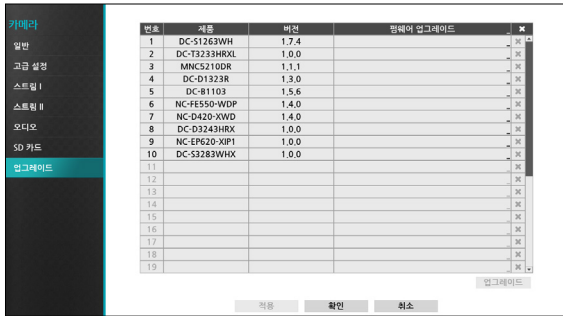 카메라
일반
고급 설정
스트림 I
스트림 II
오디오
SD 카드
업그레이드
번호 제품 버전 펌웨어 업그레이드 _ ×
1 DC-S1263WH 1,7,4 _ ×
2 DC-T3233HRXL 1,0,0 _ ×
3 MNC5210DR 1,1,1 _ ×
4 DC-D1323R 1,3,0 _ ×
5 DC-B1103 1,5,6 _ ×
6 NC-FE550-WDP 1,4,0 _ ×
7 NC-D420-XWD 1,4,0 _ ×
8 DC-D3243HRX 1,0,0 _ ×
9 NC-EP620-XIP1 1,0,0 _ ×
10 DC-S3283WHX 1,0,0 _ ×
11 _ ×
12 _ ×
13 _ ×
14 _ ×
15 _ ×
16 _ ×
17 _ ×
18 _ ×
19 _ ×
업그레이드
적용 확인 취소